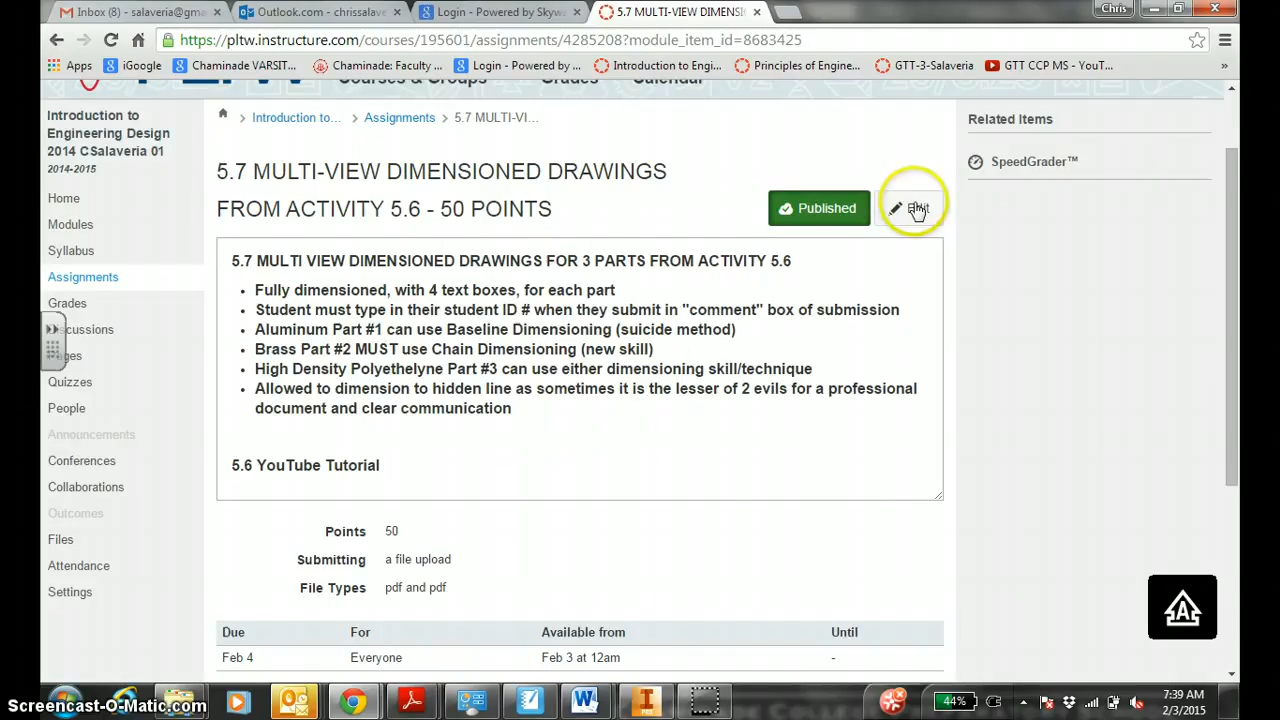 Inbox (8) - salaveria@gma
Outlook.com - chrissalave
Login - Powered by Skyw
5.7 MULTI-VIEW DIMENSI
Chris
https://pltw.instructure.com/courses/195601/assignments/4285208?module_item_id=8683425
Apps
iGoogle
Chaminade VARSIT...
Chaminade: Faculty ...
Login - Powered by ...
Introduction to Engi...
Principles of Engine...
GTT-3-Salaveria
GTT CCP MS - YouT...
»
Courses & Groups
Grades
Calendar
Introduction to Engineering Design 2014 CSalaveria 01
2014-2015
Home
Modules
Syllabus
Assignments
Grades
scussions
ges
Quizzes
People
Announcements
Conferences
Collaborations
Outcomes
Files
Attendance
Settings
Introduction to... > Assignments > 5.7 MULTI-VI...
5.7 MULTI-VIEW DIMENSIONED DRAWINGS
FROM ACTIVITY 5.6 - 50 POINTS
Published
Edit
5.7 MULTI VIEW DIMENSIONED DRAWINGS FOR 3 PARTS FROM ACTIVITY 5.6
• Fully dimensioned, with 4 text boxes, for each part
• Student must type in their student ID # when they submit in "comment" box of submission
• Aluminum Part #1 can use Baseline Dimensioning (suicide method)
• Brass Part #2 MUST use Chain Dimensioning (new skill)
• High Density Polyethelyne Part #3 can use either dimensioning skill/technique
• Allowed to dimension to hidden line as sometimes it is the lesser of 2 evils for a professional
document and clear communication
5.6 YouTube Tutorial
Points 50
Submitting a file upload
File Types pdf and pdf
Due For Available from Until
Feb 4 Everyone Feb 3 at 12am -
Related Items
SpeedGrader™
44%
7:39 AM
2/3/2015
Screencast-O-Matic.com